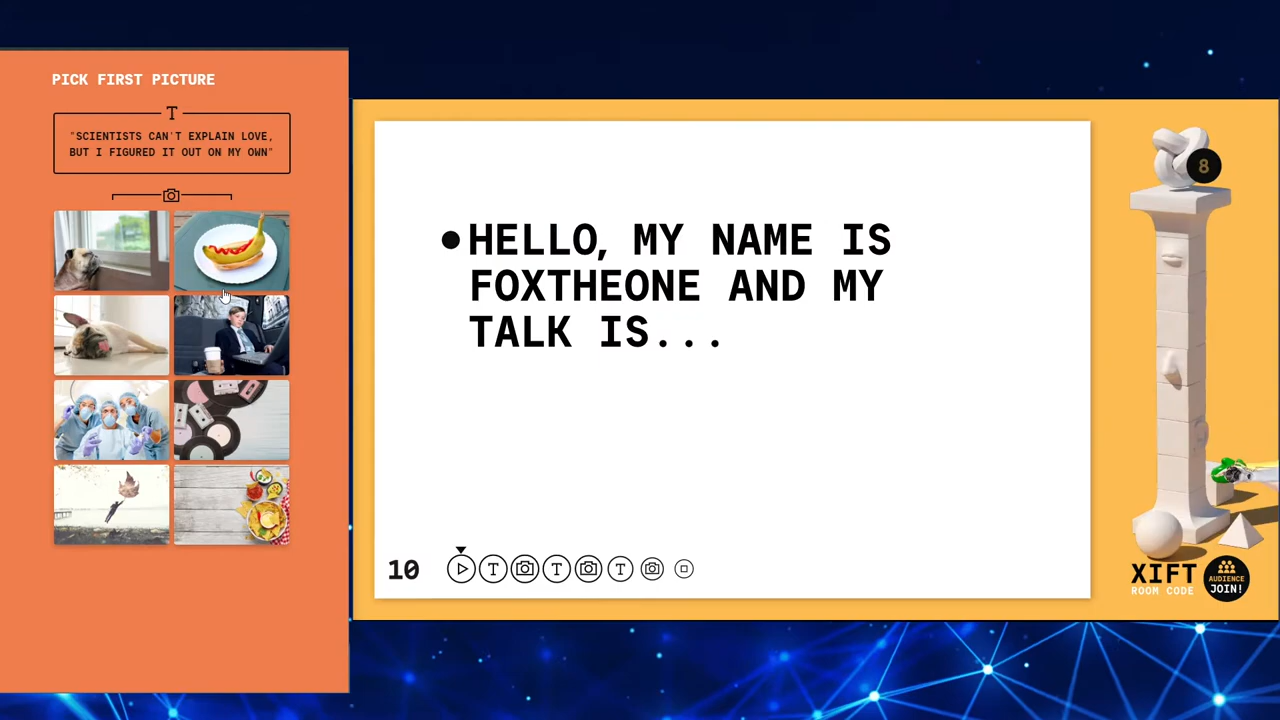 PICK FIRST PICTURE
T
"SCIENTISTS CAN'T EXPLAIN LOVE,
BUT I FIGURED IT OUT ON MY OWN"
8
●HELLO, MY NAME IS
FOXTHEONE AND MY
TALK IS...
10
T
T
T
XIFT
ROOM CODE
AUDIENCE
JOIN!